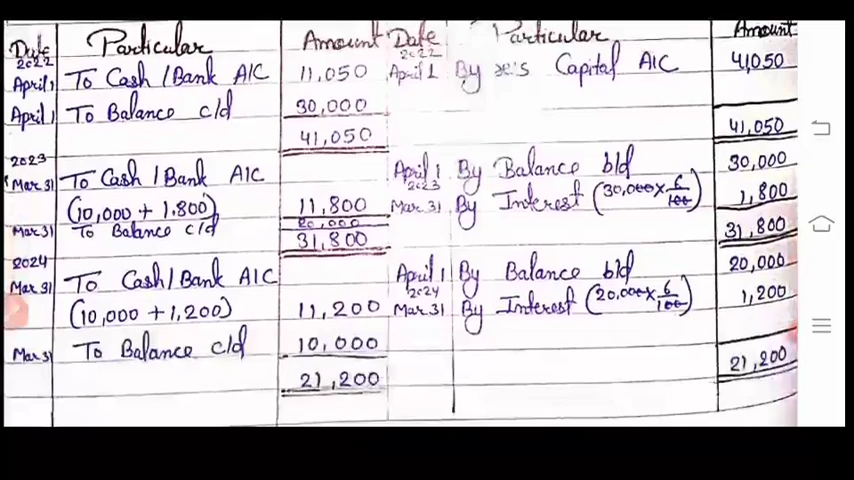 Date Particular Amount Date Particular Amount
2022 2022
April 1 To Cash / Bank A/C 11,050 April 1 By x's Capital A/C 41,050
April 1 To Balance c/d 30,000
41,050 41,050
2023 April 1 By Balance b/d 30,000
Mar 31 To Cash / Bank A/C 2023
(10,000 + 1,800) 11,800 Mar 31 By Interest (30,000 × 6/100) 1,800
Mar 31 To Balance c/d 20,000
31,800 31,800
2024 April 1 By Balance b/d 20,000
Mar 31 To Cash / Bank A/C 2024
(10,000 + 1,200) 11,200 Mar 31 By Interest (20,000 × 6/100) 1,200
Mar 31 To Balance c/d 10,000
21,200 21,200